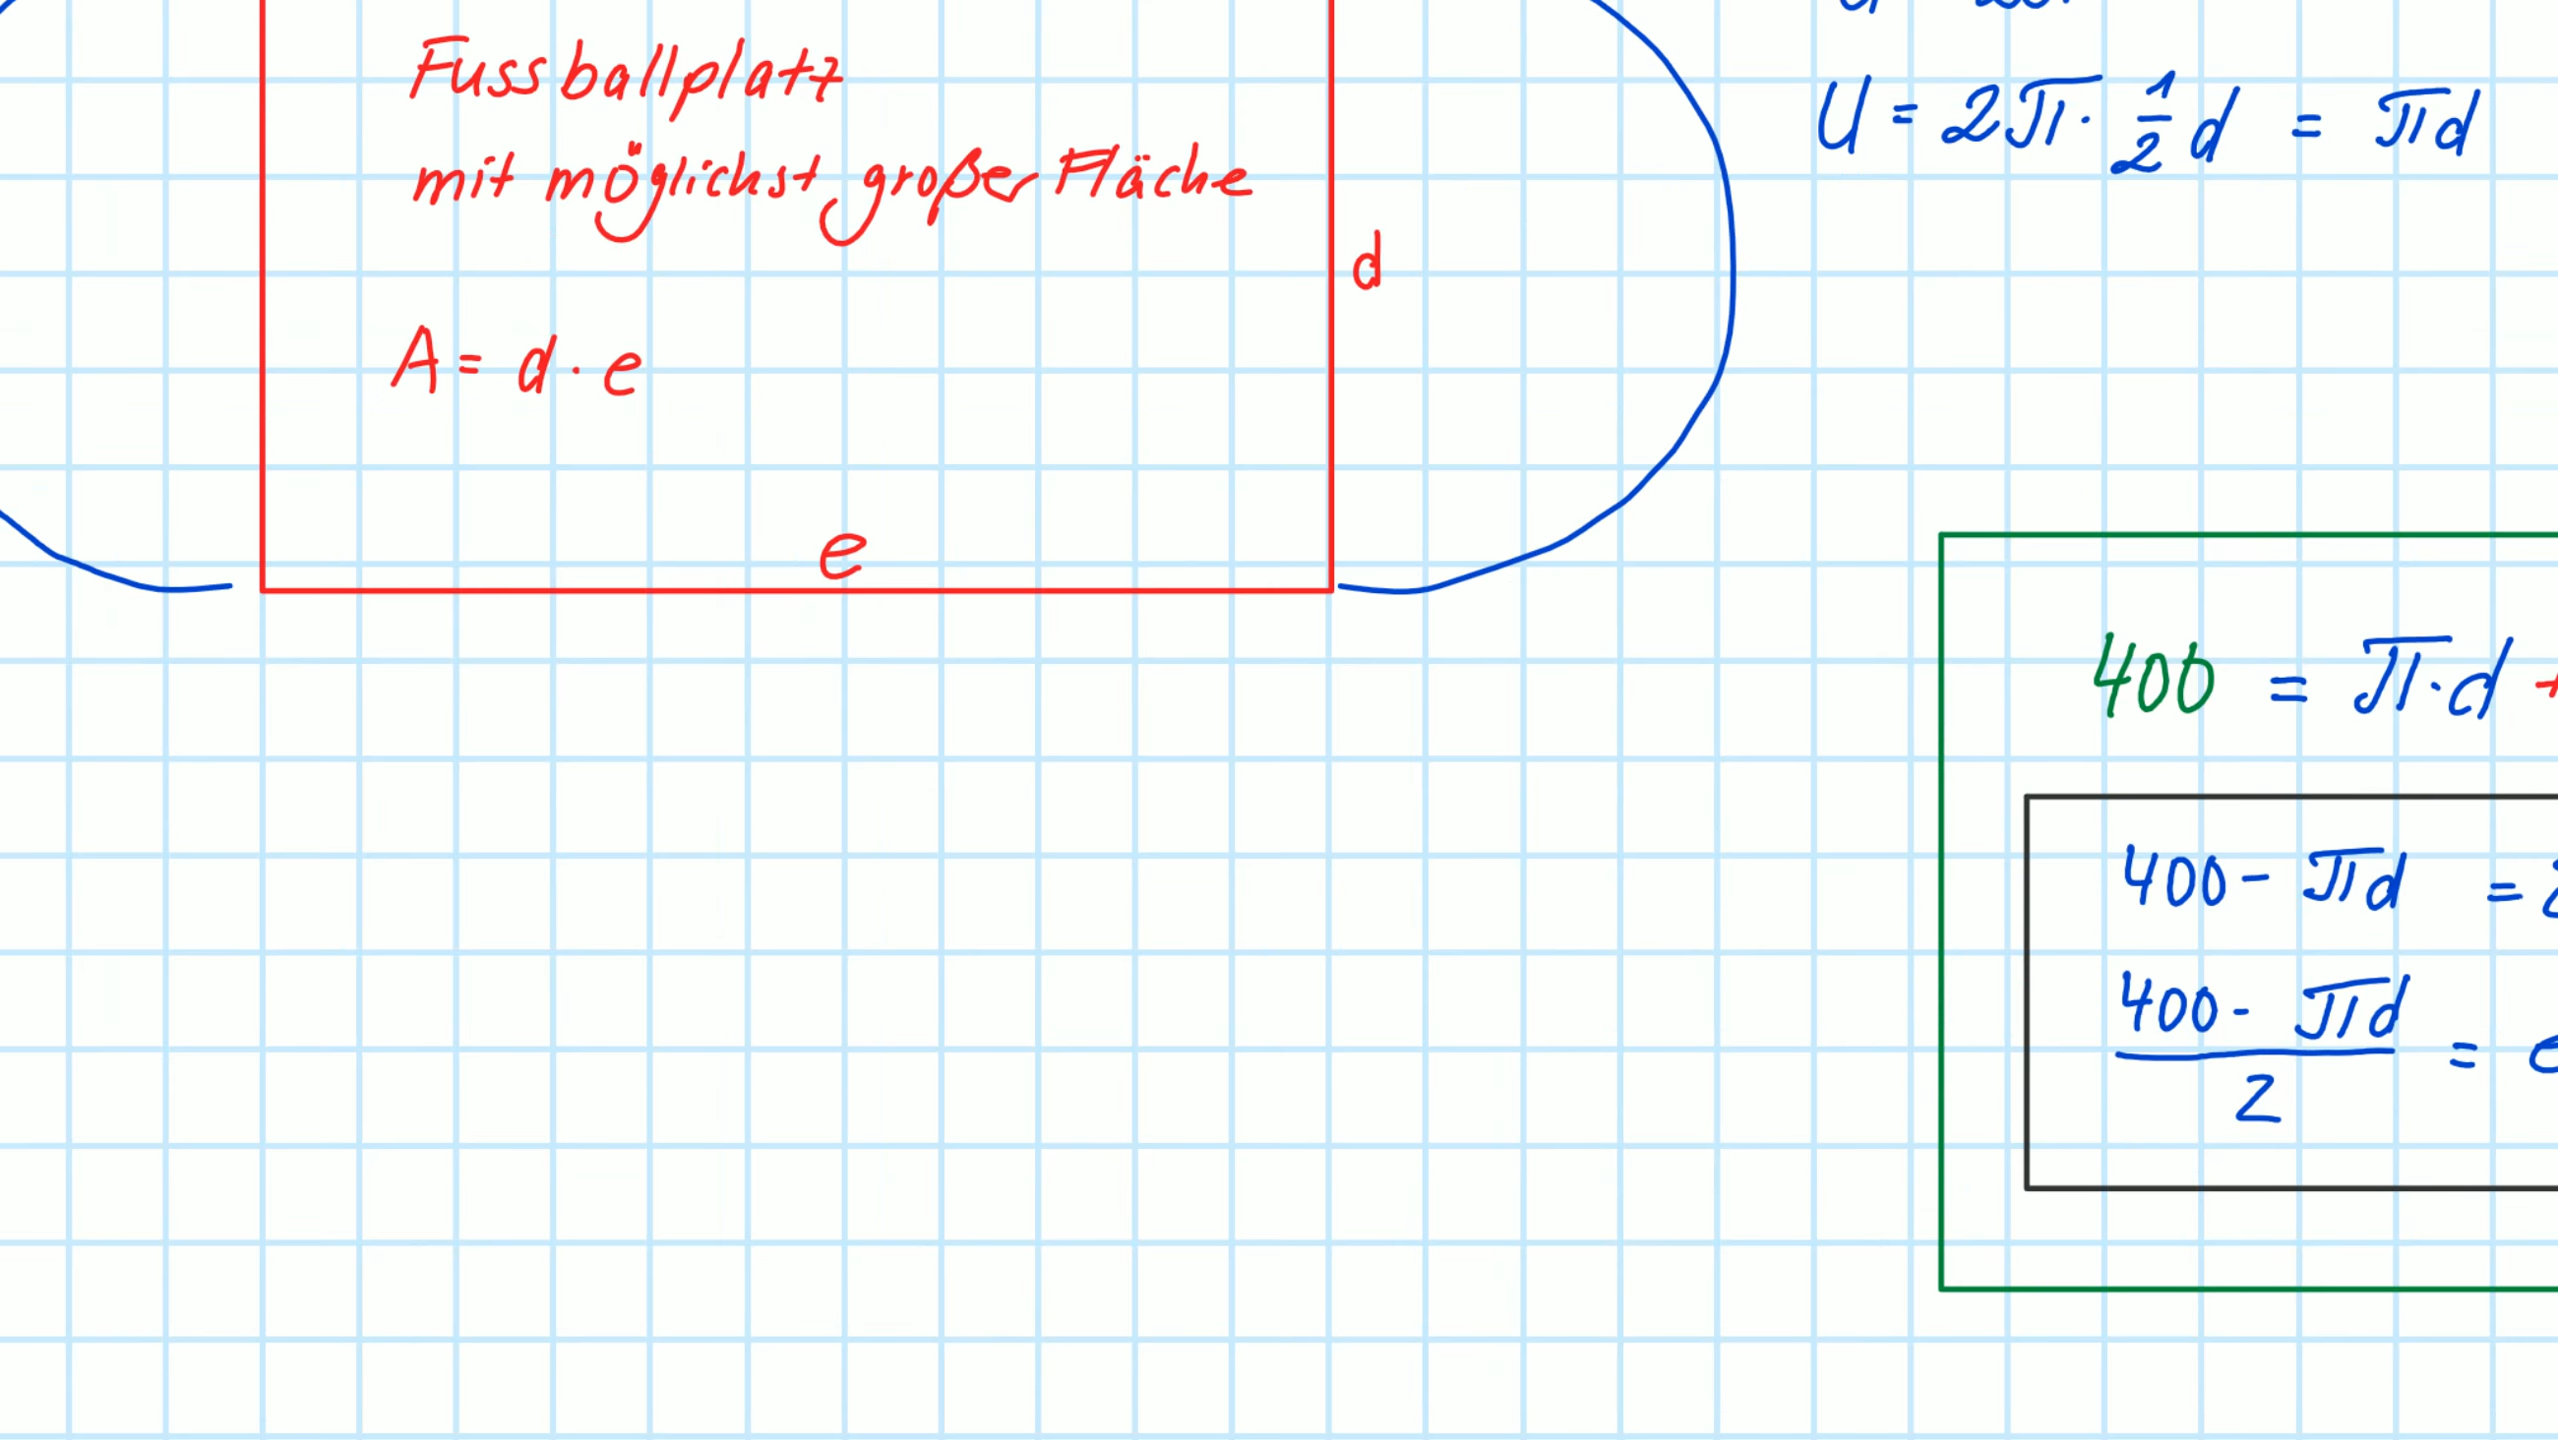 Fussballplatz
mit möglichst großer Fläche
A = d · e
d
e
U = 2π · 1/2 d = πd
400 = π · d +
400 - πd =
400 - πd / 2 = e